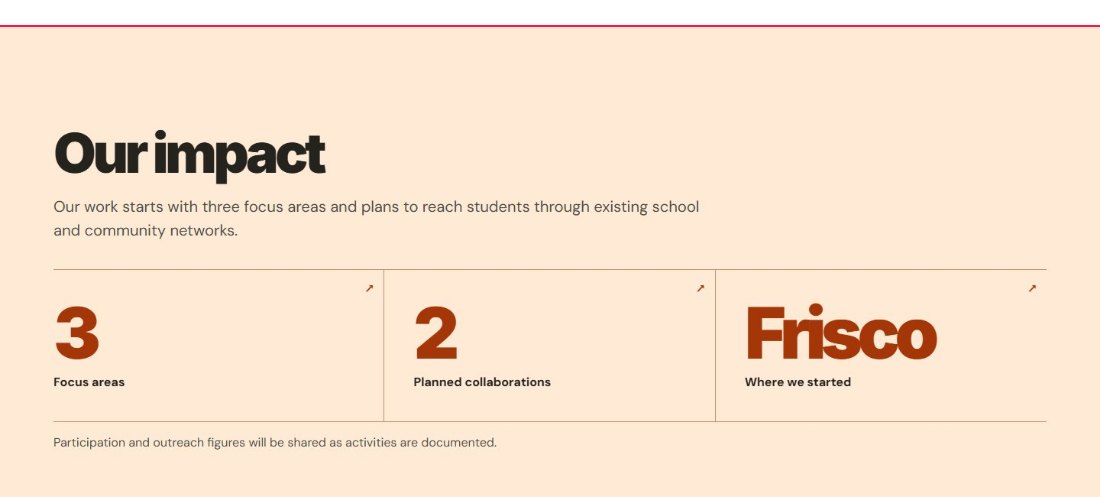 Our impact
Our work starts with three focus areas and plans to reach students through existing school
and community networks.
3
Focus areas
2
Planned collaborations
Frisco
Where we started
Participation and outreach figures will be shared as activities are documented.